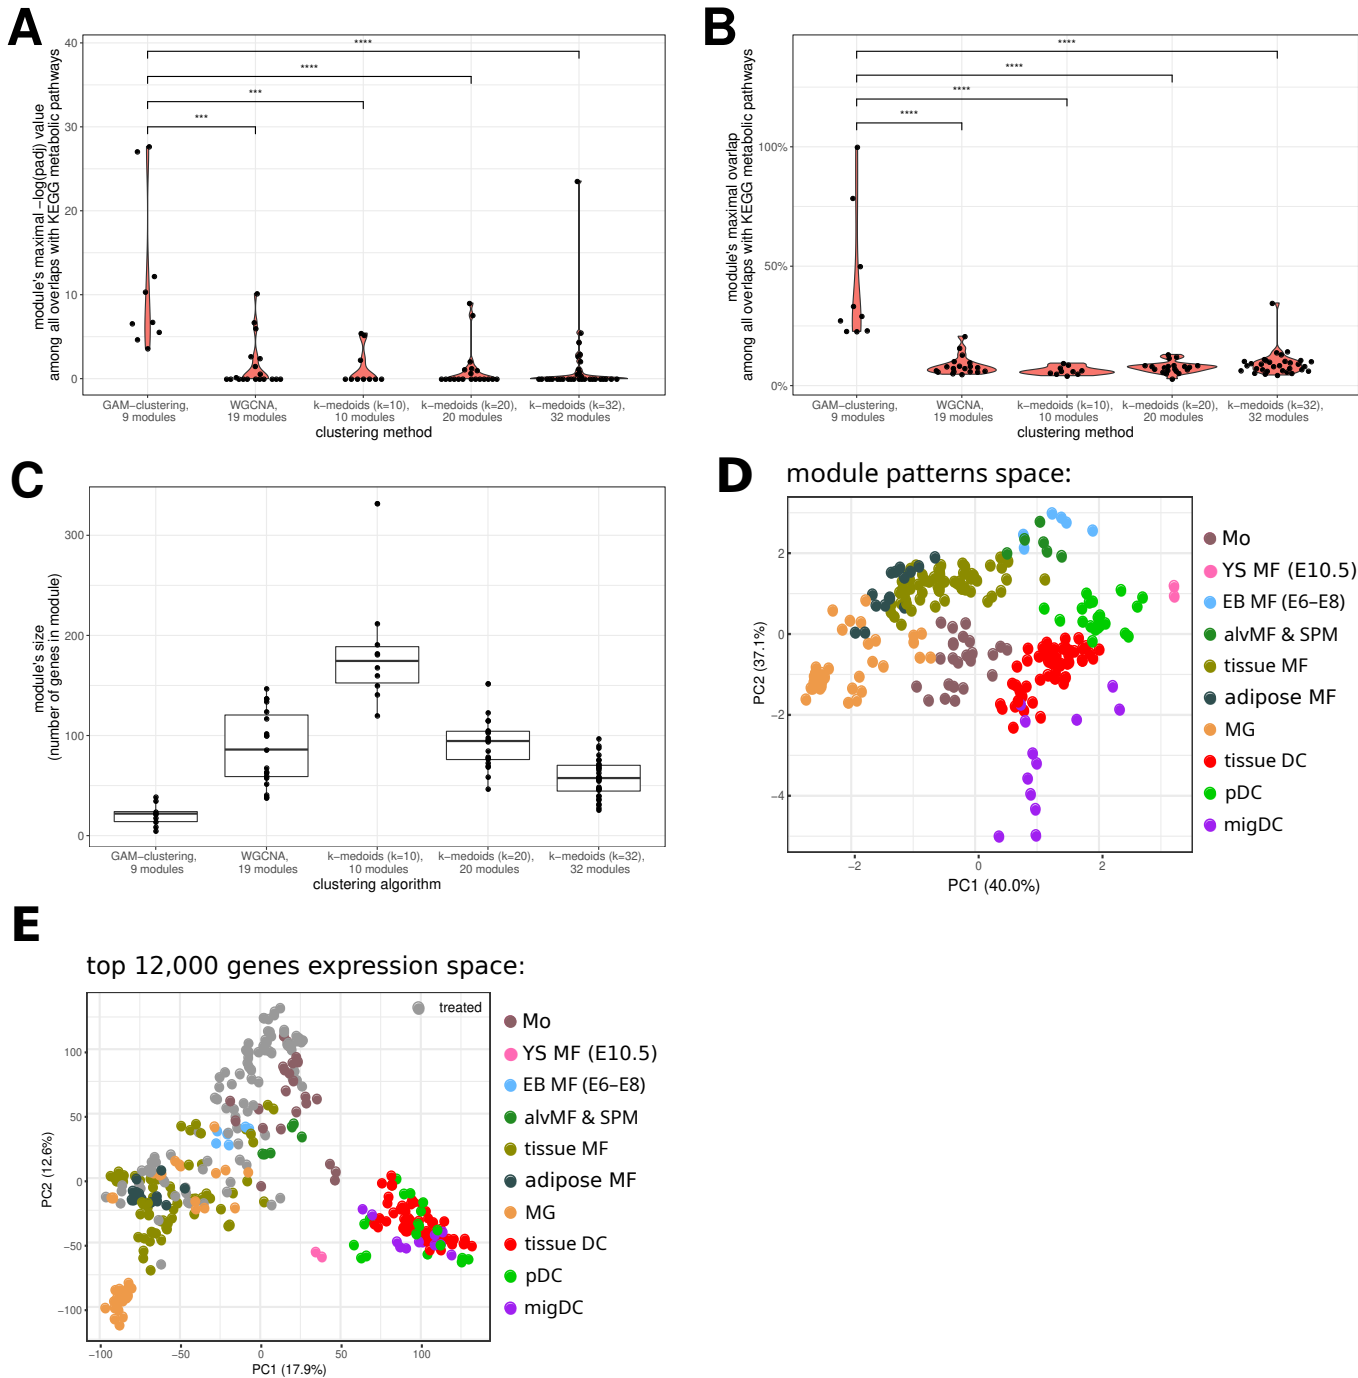 A
module's maximal −log(padj) value
among all overlaps with KEGG metabolic pathways
40
30
20
10
0
****
****
***
***
GAM−clustering,
9 modules
WGCNA,
19 modules
k−medoids (k=10),
10 modules
k−medoids (k=20),
20 modules
k−medoids (k=32),
32 modules
clustering method
B
module's maximal overlap
among all overlaps with KEGG metabolic pathways
100%
50%
0%
****
****
****
****
GAM−clustering,
9 modules
WGCNA,
19 modules
k−medoids (k=10),
10 modules
k−medoids (k=20),
20 modules
k−medoids (k=32),
32 modules
clustering method
C
module's size
(number of genes in module)
300
200
100
0
GAM−clustering,
9 modules
WGCNA,
19 modules
k−medoids (k=10),
10 modules
k−medoids (k=20),
20 modules
k−medoids (k=32),
32 modules
clustering algorithm
D
module patterns space:
PC2 (37.1%)
2
0
−2
−4
−2
0
2
PC1 (40.0%)
Mo
YS MF (E10.5)
EB MF (E6–E8)
alvMF & SPM
tissue MF
adipose MF
MG
tissue DC
pDC
migDC
E
top 12,000 genes expression space:
treated
PC2 (12.6%)
100
50
0
−50
−100
−100
−50
0
50
100
PC1 (17.9%)
Mo
YS MF (E10.5)
EB MF (E6–E8)
alvMF & SPM
tissue MF
adipose MF
MG
tissue DC
pDC
migDC